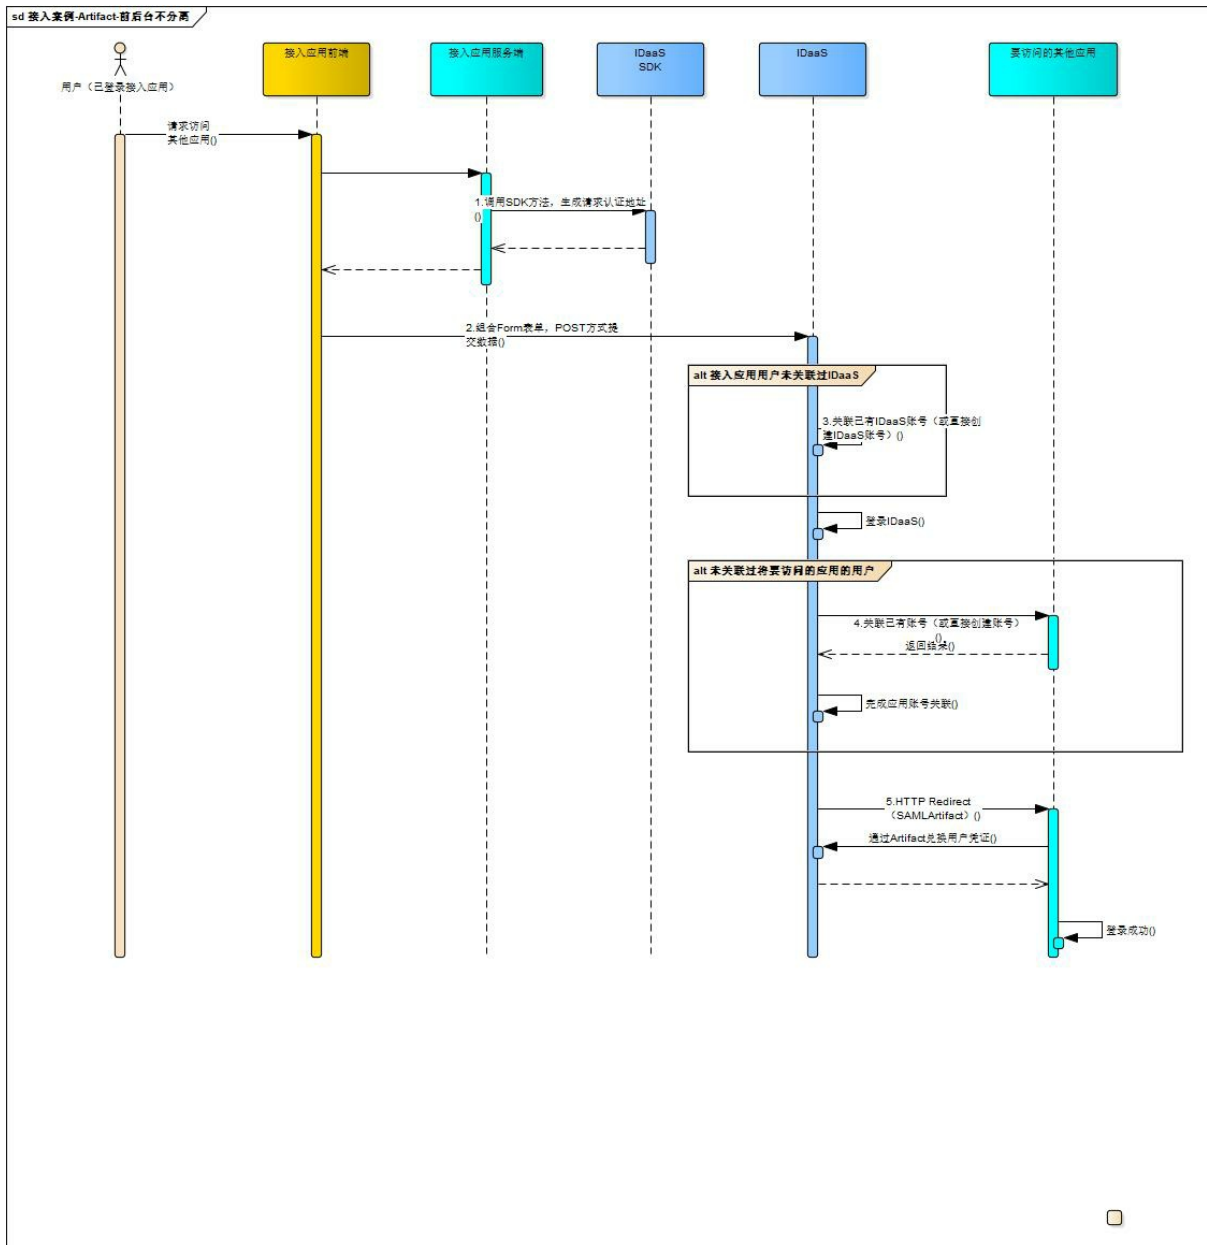 sd 接入案例-Artifact-前后台不分离
用户（已登录接入应用）
接入应用前端
接入应用服务端
IDaaS
SDK
IDaaS
要访问的其他应用
请求访问
其他应用()
1.调用SDK方法，生成请求认证地址
()
2.组合Form表单，POST方式提
交数据()
alt 接入应用用户未关联过IDaaS
3.关联已有IDaaS账号（或直接创
建IDaaS账号）()
登录IDaaS()
alt 未关联过将要访问的应用的用户
4.关联已有账号（或直接创建账号）
()
返回结果()
完成应用账号关联()
5.HTTP Redirect
（SAMLArtifact）()
通过Artifact兑换用户凭证()
登录成功()